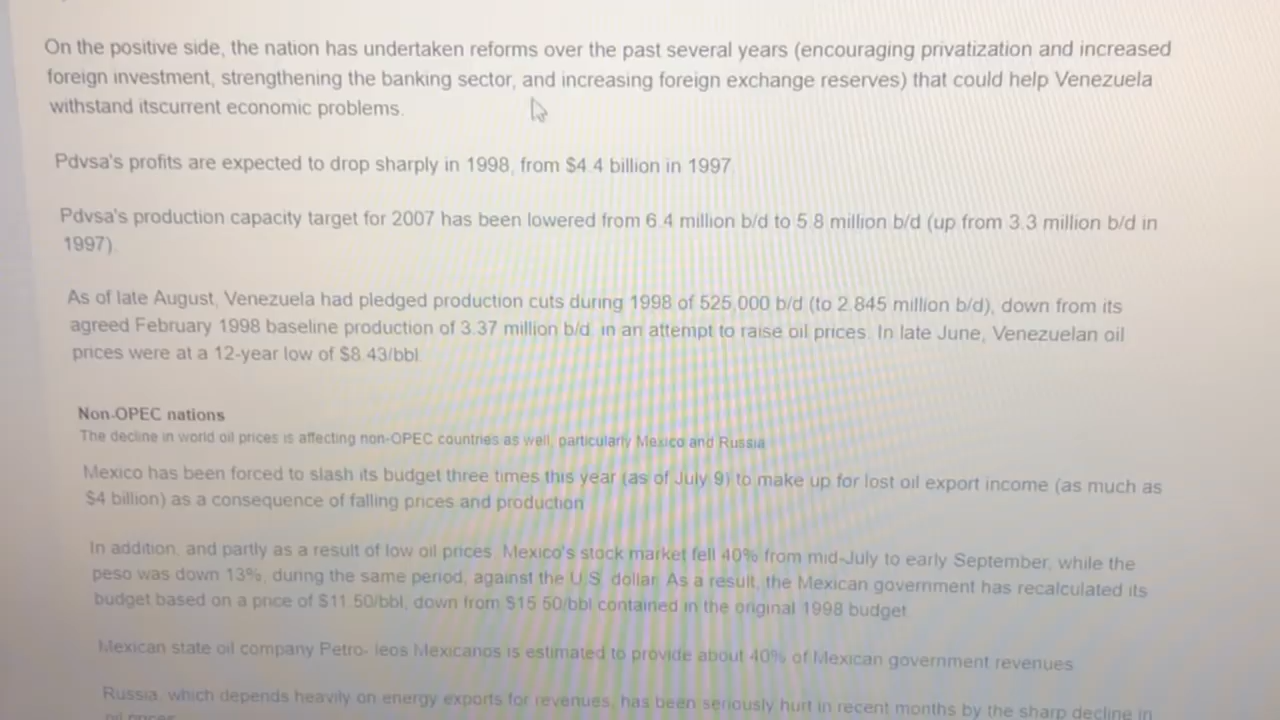 On the positive side, the nation has undertaken reforms over the past several years (encouraging privatization and increased
foreign investment, strengthening the banking sector, and increasing foreign exchange reserves) that could help Venezuela
withstand itscurrent economic problems.
Pdvsa's profits are expected to drop sharply in 1998, from $4.4 billion in 1997.
Pdvsa's production capacity target for 2007 has been lowered from 6.4 million b/d to 5.8 million b/d (up from 3.3 million b/d in
1997).
As of late August, Venezuela had pledged production cuts during 1998 of 525,000 b/d (to 2.845 million b/d), down from its
agreed February 1998 baseline production of 3.37 million b/d, in an attempt to raise oil prices. In late June, Venezuelan oil
prices were at a 12-year low of $8.43/bbl.
Non-OPEC nations
The decline in world oil prices is affecting non-OPEC countries as well, particularly Mexico and Russia.
Mexico has been forced to slash its budget three times this year (as of July 9) to make up for lost oil export income (as much as
$4 billion) as a consequence of falling prices and production.
In addition, and partly as a result of low oil prices, Mexico's stock market fell 40% from mid-July to early September, while the
peso was down 13%, during the same period, against the U.S. dollar. As a result, the Mexican government has recalculated its
budget based on a price of $11.50/bbl, down from $15.50/bbl contained in the original 1998 budget.
Mexican state oil company Petro- leos Mexicanos is estimated to provide about 40% of Mexican government revenues.
Russia, which depends heavily on energy exports for revenues, has been seriously hurt in recent months by the sharp decline in
oil prices.